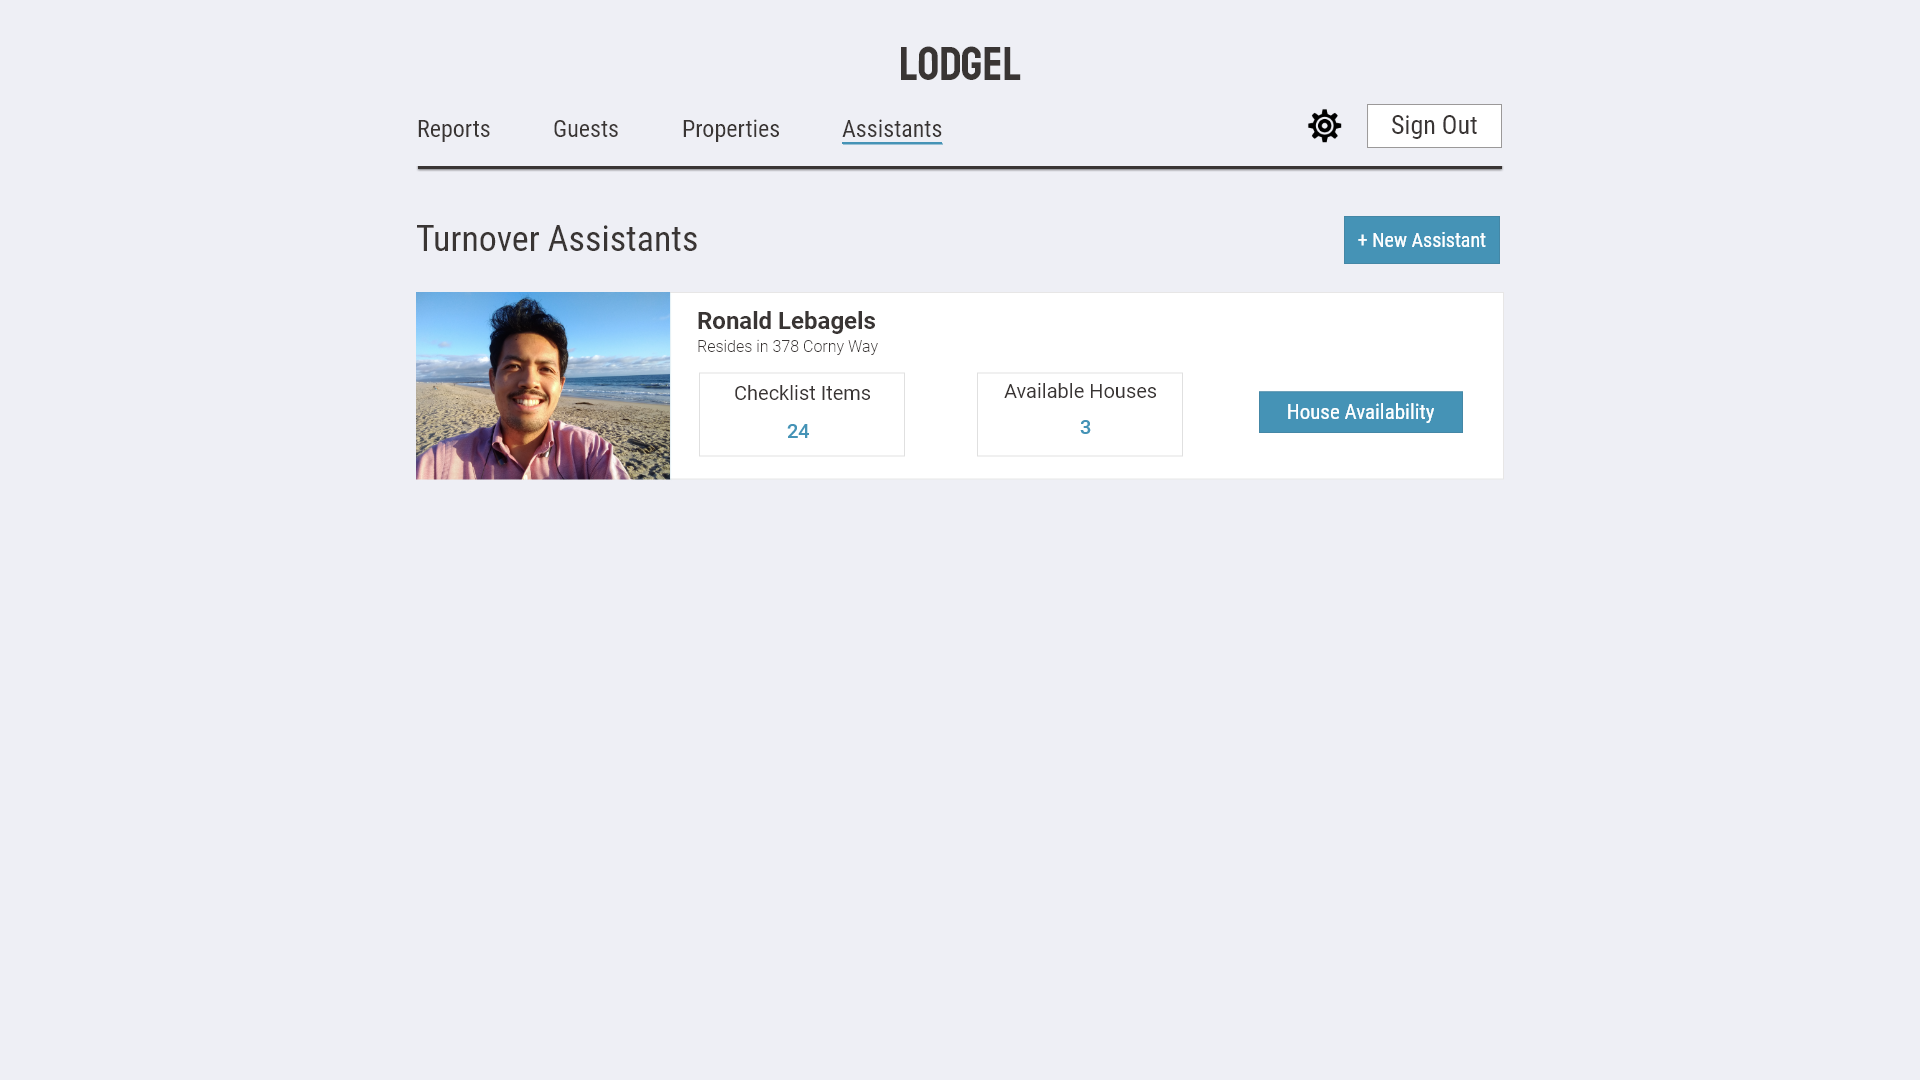 LODGEL
Reports Guests Properties Assistants Sign Out
Turnover Assistants + New Assistant
Ronald Lebagels
Resides in 378 Corny Way
Checklist Items Available Houses
24 3 House Availability